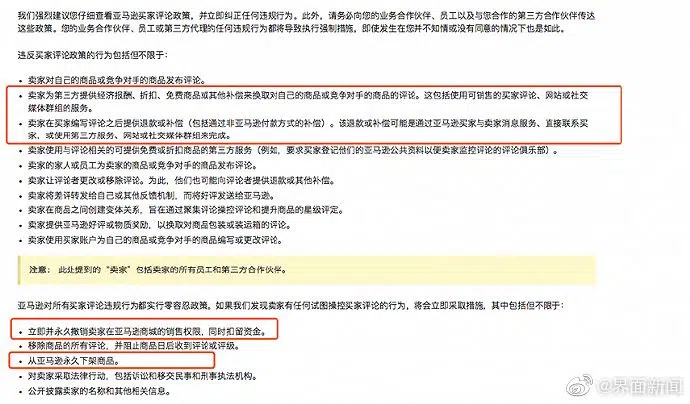 我们强烈建议您仔细查看亚马逊买家评论政策，并立即纠正任何违规行为。此外，请务必向您的业务合作伙伴、员工以及与您合作的第三方合作伙伴传达
这些政策。您的业务合作伙伴、员工或第三方代理的任何违规行为都将导致执行强制措施，即使发生在您并不知情或没有同意的情况下也是如此。
违反买家评论政策的行为包括但不限于：
• 卖家对自己的商品或竞争对手的商品发布评论。
• 卖家为第三方提供经济报酬、折扣、免费商品或其他补偿来换取对自己的商品或竞争对手的商品的评论。这包括使用可销售的买家评论、网站或社交
媒体群组的服务。
• 卖家在买家编写评论之后提供退款或补偿（包括通过非亚马逊付款方式的补偿）。该退款或补偿可能是通过亚马逊买家与卖家消息服务、直接联系买
家，或使用第三方服务、网站或社交媒体群组来完成。
• 卖家使用与评论相关的可提供免费或折扣商品的第三方服务（例如，要求买家登记他们的亚马逊公共资料以便卖家监控评论的评论俱乐部）。
• 卖家的家人或员工为卖家的商品或竞争对手的商品发布评论。
• 卖家让评论者更改或移除评论。为此，他们也可能向评论者提供退款或其他补偿。
• 卖家将差评转发给自己或其他反馈机制，而将好评发送给亚马逊。
• 卖家在商品之间创建变体关系，旨在通过聚集评论操控评论和提升商品的星级评定。
• 卖家提供亚马逊好评或物质奖励，以换取对商品包装或装运箱的评论。
• 卖家使用买家账户为自己的商品或竞争对手的商品编写或更改评论。
注意： 此处提到的“卖家”包括卖家的所有员工和第三方合作伙伴。
亚马逊对所有买家评论违规行为都实行零容忍政策。如果我们发现卖家有任何试图操控买家评论的行为，将会立即采取措施，其中包括但不限于：
• 立即并永久撤销卖家在亚马逊商城的销售权限，同时扣留资金。
• 移除商品的所有评论，并阻止商品日后收到评论或评级。
• 从亚马逊永久下架商品。
• 对卖家采取法律行动，包括诉讼和移交民事和刑事执法机构。
• 公开披露卖家的名称和其他相关信息。
@界面新闻